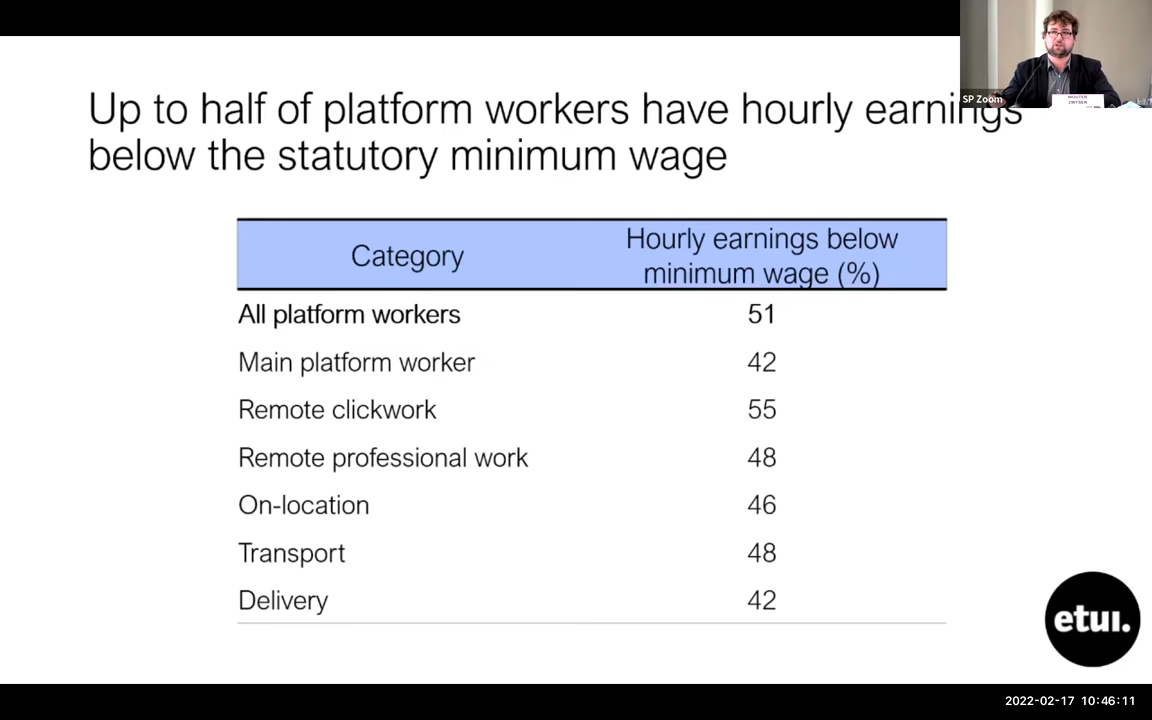 SP Zoom
WOUTER
ZWYSEN
Up to half of platform workers have hourly earnings
below the statutory minimum wage
Category
Hourly earnings below
minimum wage (%)
All platform workers 51
Main platform worker 42
Remote clickwork 55
Remote professional work 48
On-location 46
Transport 48
Delivery 42
etui.
2022-02-17 10:46:11